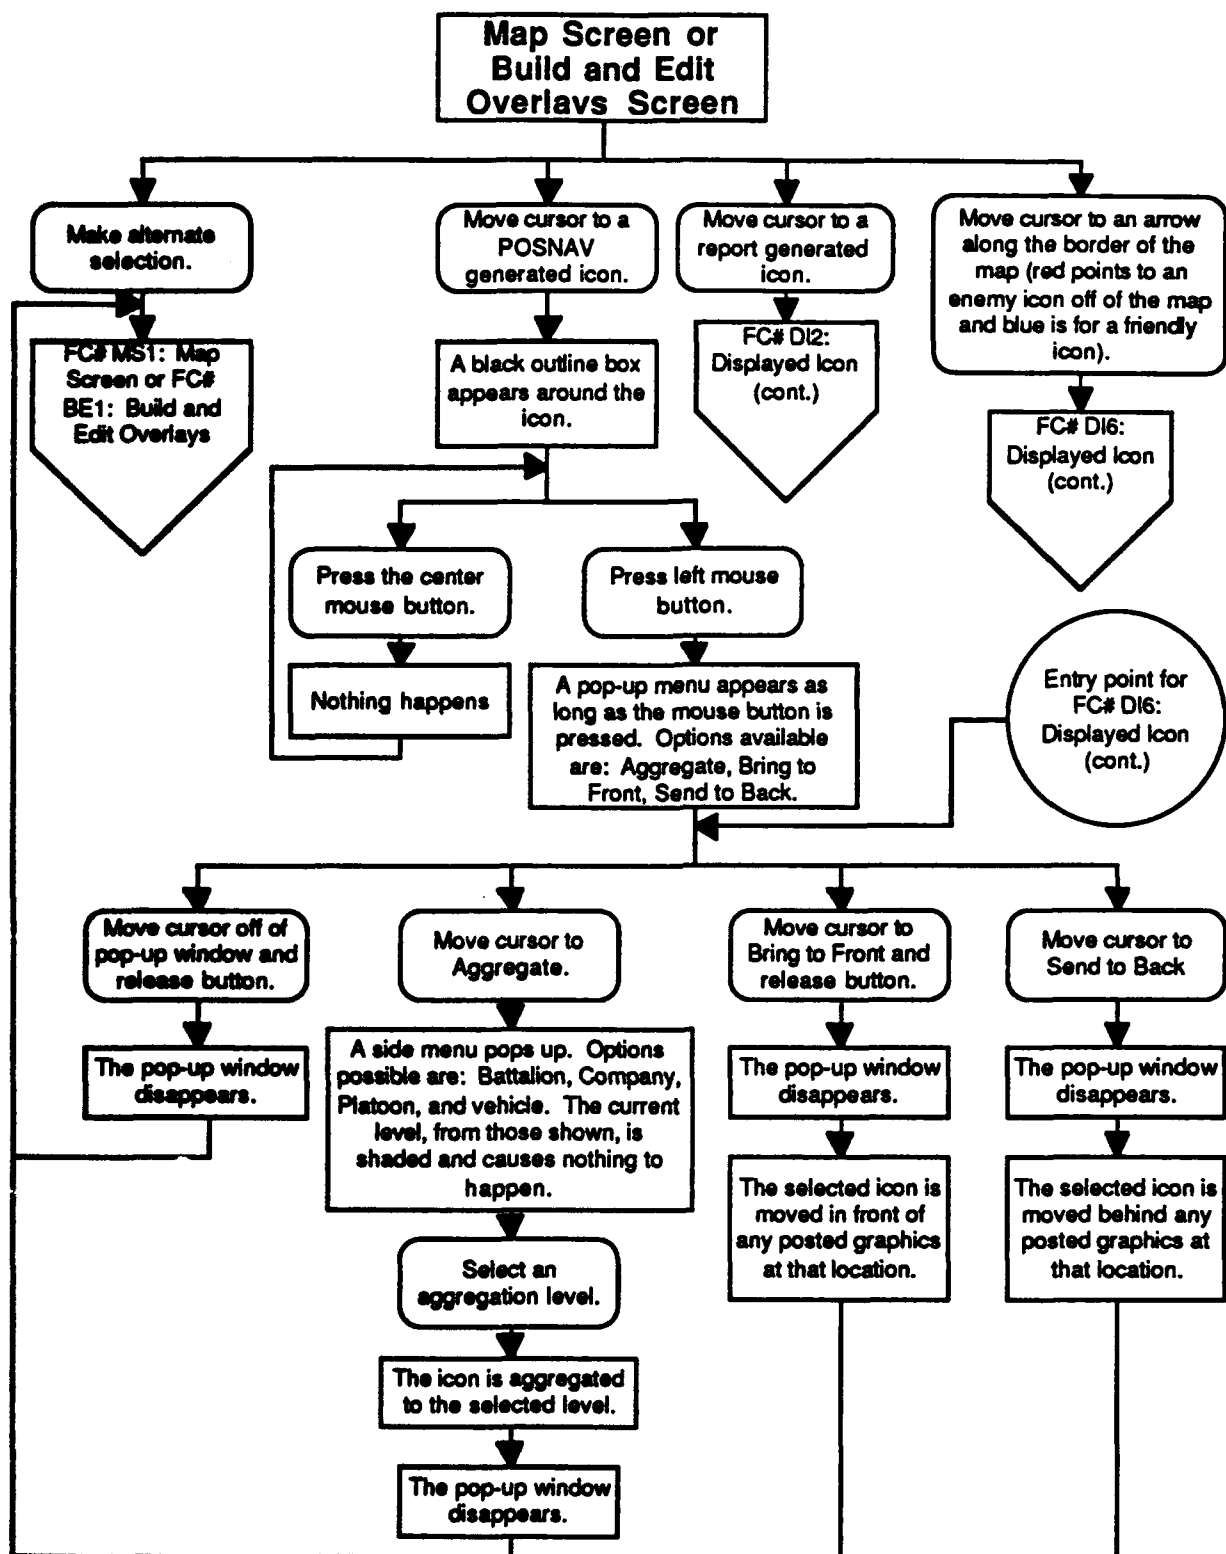 Map Screen or
Build and Edit
Overlays Screen
Make alternate
selection.
Move cursor to a
POSNAV
generated icon.
Move cursor to a
report generated
icon.
Move cursor to an arrow
along the border of the
map (red points to an
enemy icon off of the map
and blue is for a friendly
icon).
FC# MS1: Map
Screen or FC#
BE1: Build and
Edit Overlays
A black outline box
appears around the
icon.
FC# DI2:
Displayed Icon
(cont.)
FC# DI6:
Displayed Icon
(cont.)
Press the center
mouse button.
Press left mouse
button.
Nothing happens
A pop-up menu appears as
long as the mouse button is
pressed. Options available
are: Aggregate, Bring to
Front, Send to Back.
Entry point for
FC# DI6:
Displayed Icon
(cont.)
Move cursor off of
pop-up window and
release button.
Move cursor to
Aggregate.
Move cursor to
Bring to Front and
release button.
Move cursor to
Send to Back
The pop-up window
disappears.
A side menu pops up. Options
possible are: Battalion, Company,
Platoon, and vehicle. The current
level, from those shown, is
shaded and causes nothing to
happen.
The pop-up window
disappears.
The pop-up window
disappears.
The selected icon is
moved in front of
any posted graphics
at that location.
The selected icon is
moved behind any
posted graphics at
that location.
Select an
aggregation level.
The icon is aggregated
to the selected level.
The pop-up window
disappears.